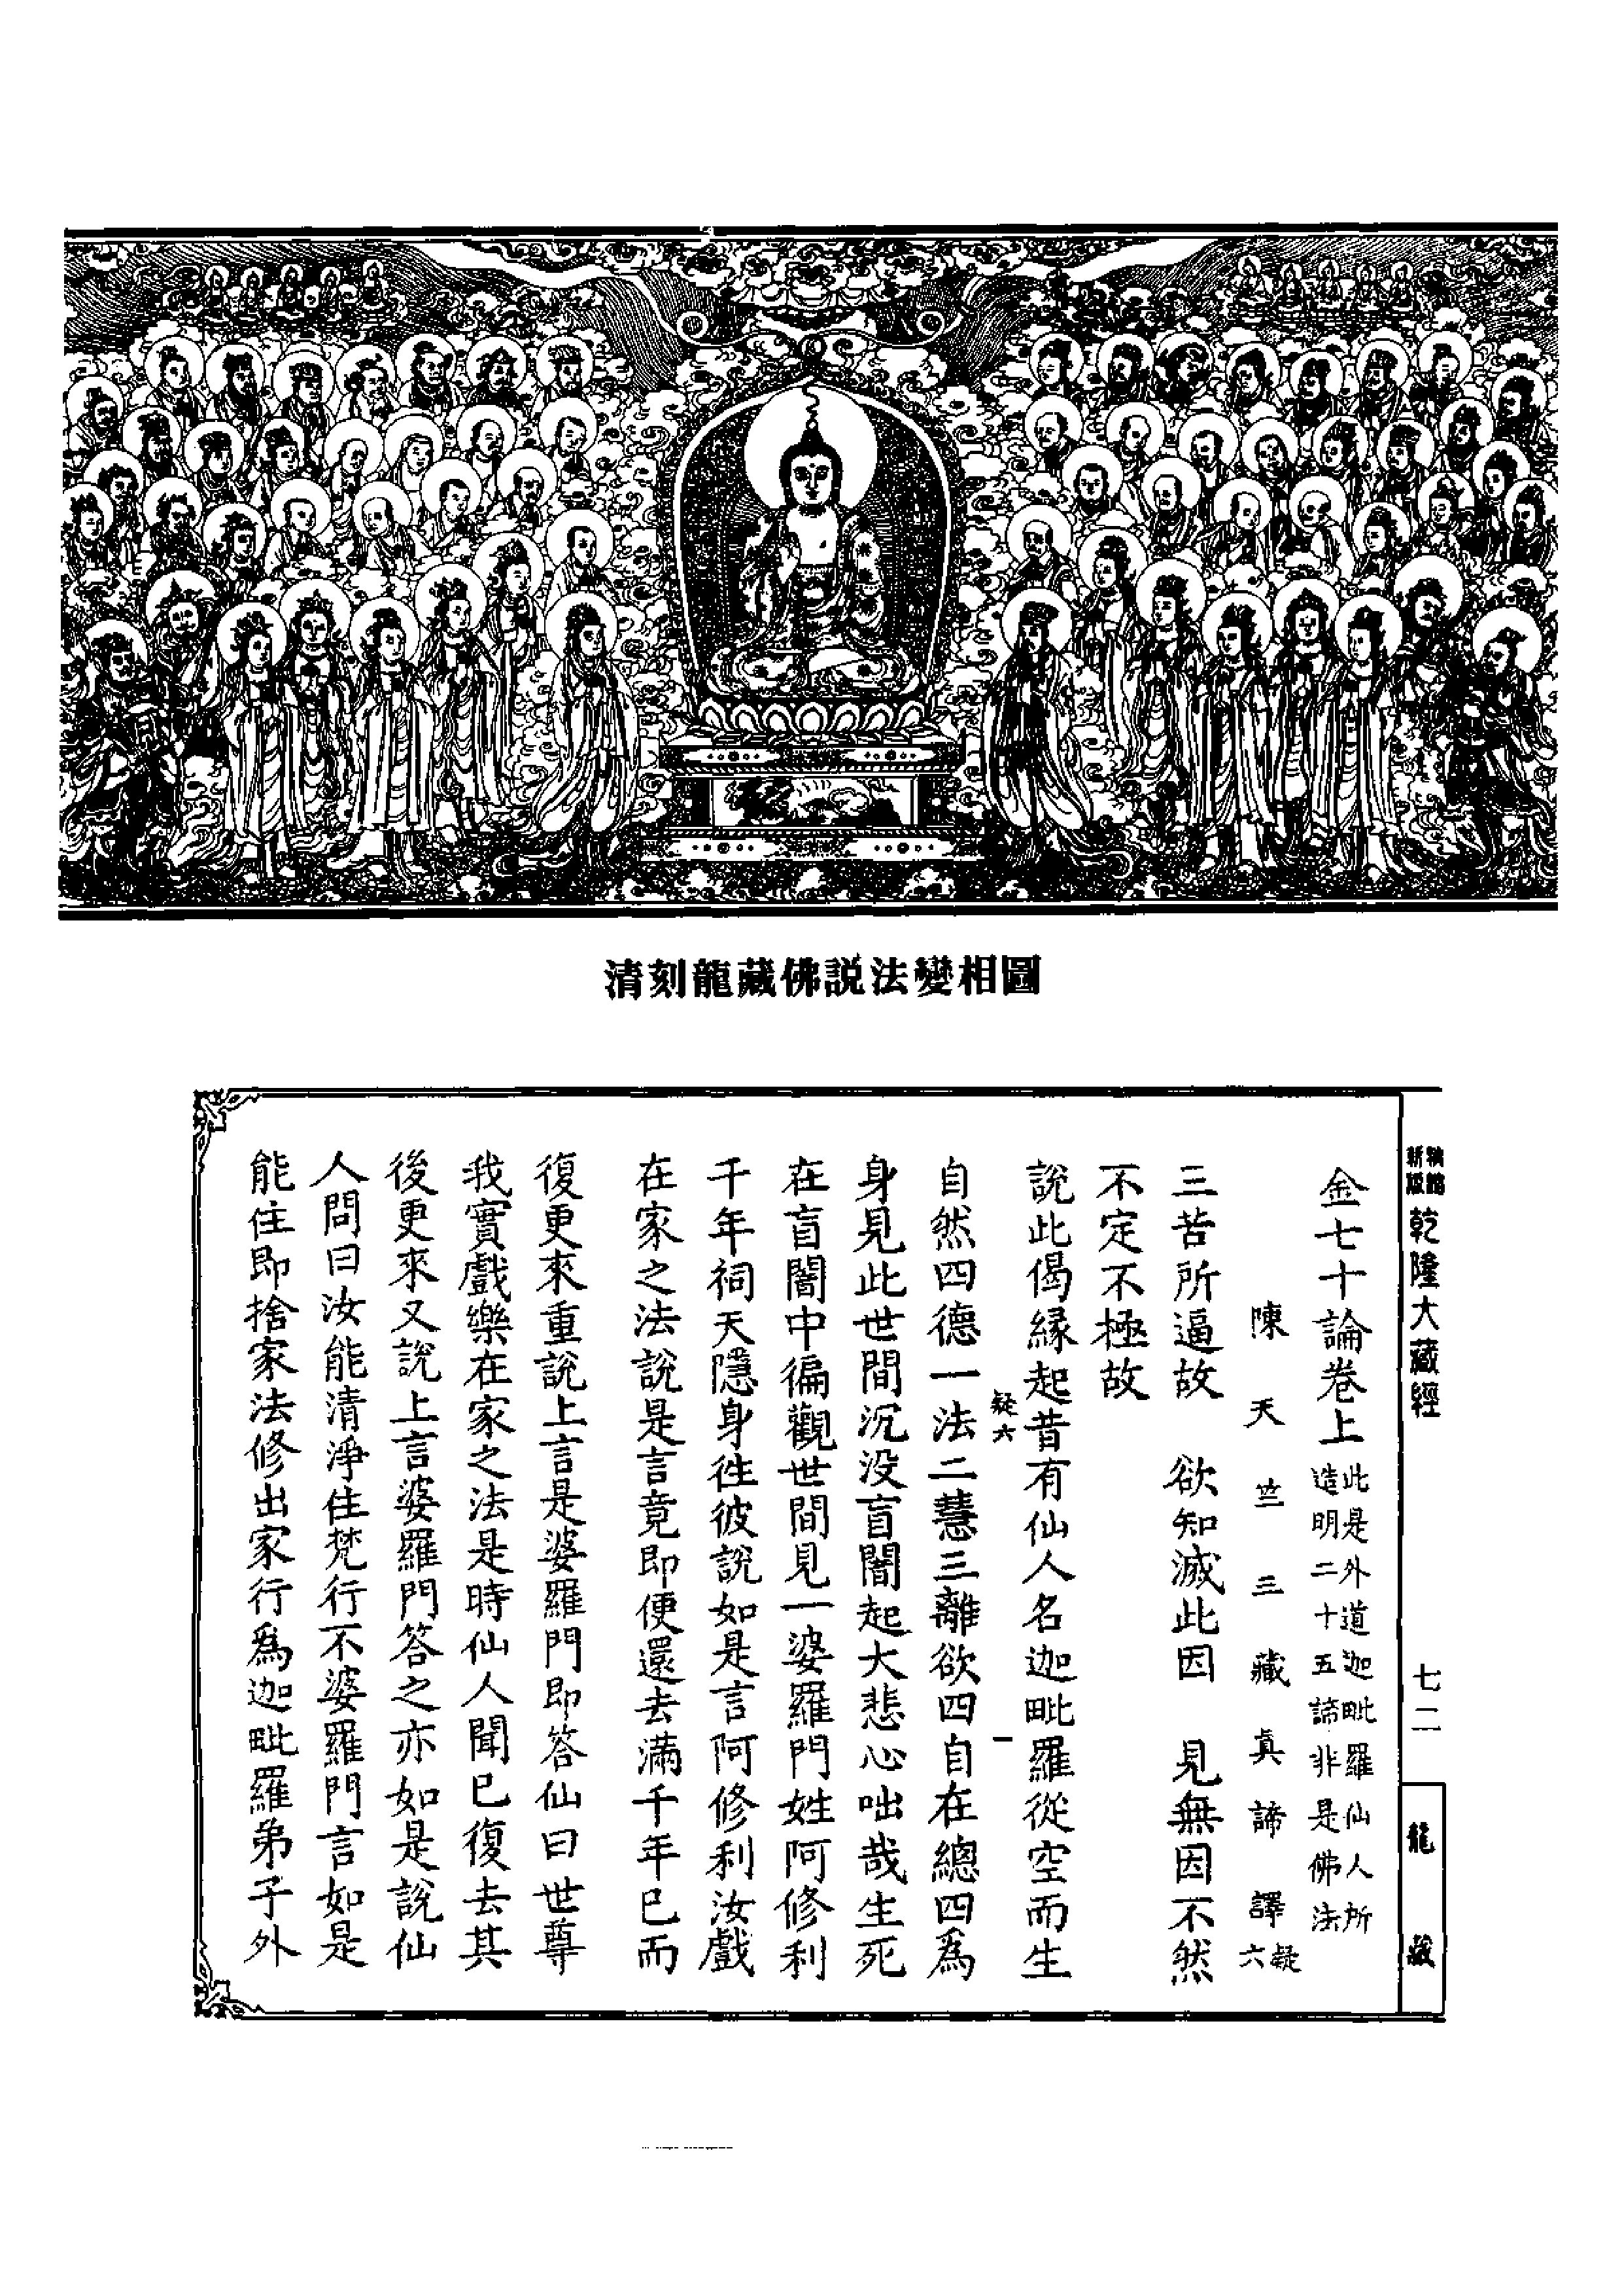 清刻龍藏佛説法變相圖
新版
乾隆大藏經
七二
龍藏
金七十論卷上
此是外道迦毗羅仙人所
造明二十五諦非是佛法
陳天竺三藏真諦譯
疑六
三苦所逼故　欲知滅此因　見無因不然
不定不極故
說此偈緣起昔有仙人名迦毗羅從空而生
疑六
一
自然四德一法二慧三離欲四自在總四爲
身見此世間沉没盲闇起大悲心咄哉生死
在盲闇中徧觀世間見一婆羅門姓阿修利
千年祠天隱身徃彼說如是言阿修利汝戲
在家之法說是言竟即便還去滿千年已而
復更來重說上言是婆羅門即答仙曰世尊
我實戲樂在家之法是時仙人聞已復去其
後更來又說上言婆羅門答之亦如是說仙
人問曰汝能清淨住梵行不婆羅門言如是
能住即捨家法修出家行爲迦毗羅弟子外